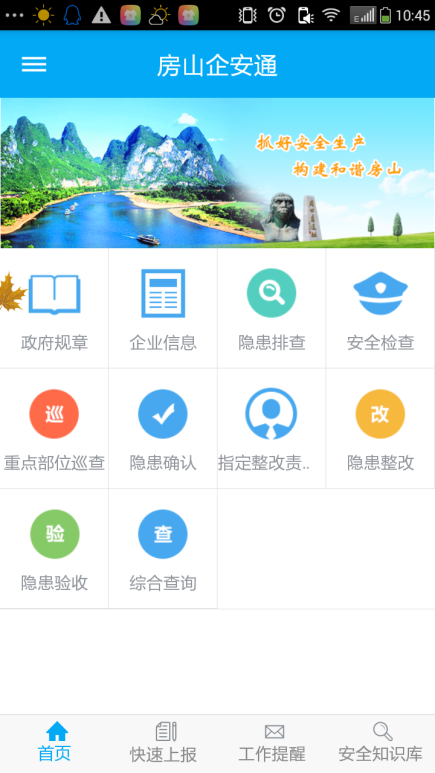 10:45
房山企安通
抓好安全生产
构建和谐房山
政府规章
企业信息
隐患排查
安全检查
巡
改
重点部位巡查
隐患确认
指定整改责..
隐患整改
验
查
隐患验收
综合查询
首页
快速上报
工作提醒
安全知识库